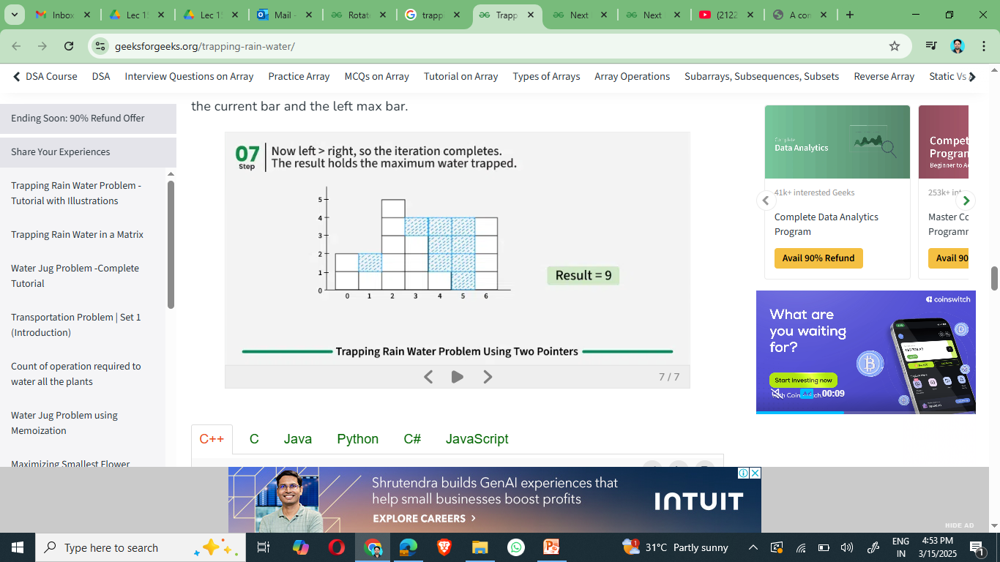 Inbox
Lec 1
Lec 1
Mail -
Rotat
trapp
Trapp
Next
Next
(2122
A con
geeksforgeeks.org/trapping-rain-water/
DSA Course
DSA
Interview Questions on Array
Practice Array
MCQs on Array
Tutorial on Array
Types of Arrays
Array Operations
Subarrays, Subsequences, Subsets
Reverse Array
Static Vs
Ending Soon: 90% Refund Offer
Share Your Experiences
Trapping Rain Water Problem -
Tutorial with Illustrations
Trapping Rain Water in a Matrix
Water Jug Problem -Complete
Tutorial
Transportation Problem | Set 1
(Introduction)
Count of operation required to
water all the plants
Water Jug Problem using
Memoization
Maximizing Smallest Flower
the current bar and the left max bar.
07
Step
Now left > right, so the iteration completes.
The result holds the maximum water trapped.
5
4
3
2
1
0
0 1 2 3 4 5 6
Result = 9
Trapping Rain Water Problem Using Two Pointers
7 / 7
C++
C
Java
Python
C#
JavaScript
Complete
Data Analytics
41k+ interested Geeks
Complete Data Analytics
Program
Avail 90% Refund
Compet
Program
Beginner to A
253k+ int
Master Co
Programm
Avail 90
coinswitch
What are
you waiting
for?
Start investing now
with CoinSwitch.
00:09
Shrutendra builds GenAI experiences that
help small businesses boost profits
EXPLORE CAREERS >
INTUIT
HIDE AD
Type here to search
1
31°C Partly sunny
ENG
IN
4:53 PM
3/15/2025
1